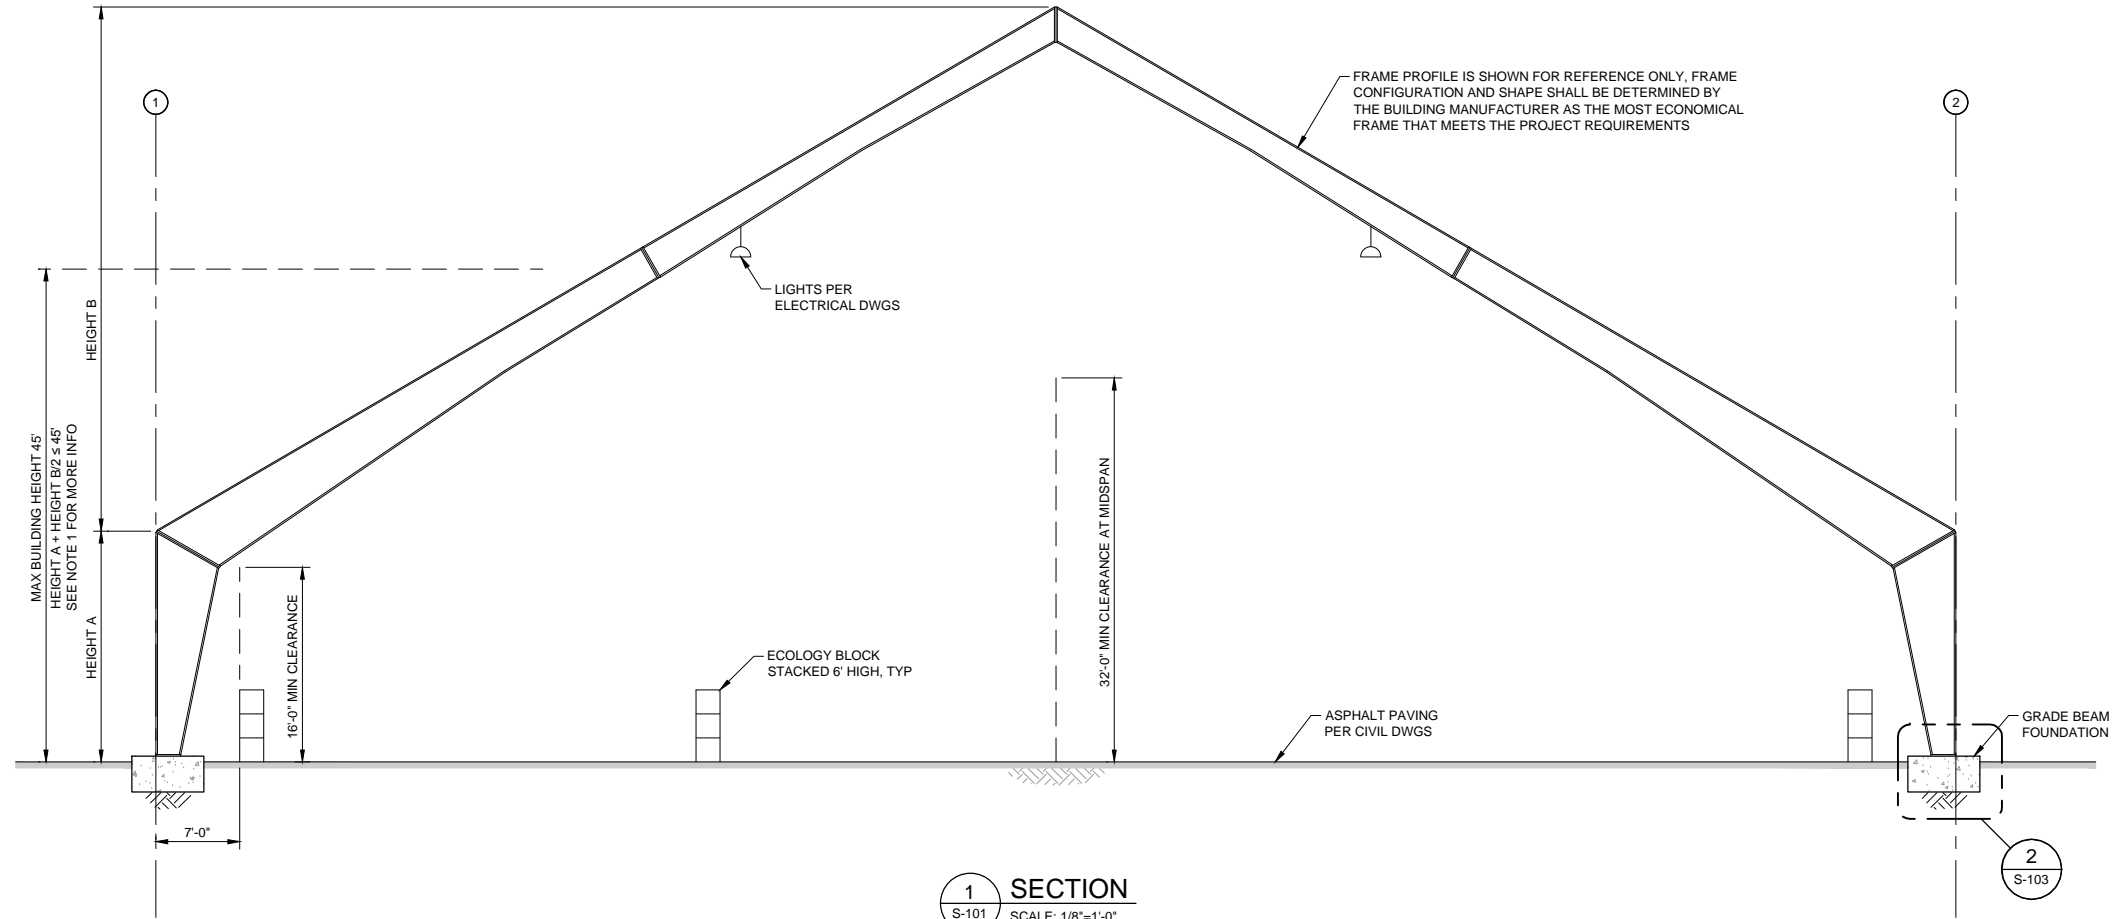 1
2
FRAME PROFILE IS SHOWN FOR REFERENCE ONLY, FRAME
CONFIGURATION AND SHAPE SHALL BE DETERMINED BY
THE BUILDING MANUFACTURER AS THE MOST ECONOMICAL
FRAME THAT MEETS THE PROJECT REQUIREMENTS
LIGHTS PER
ELECTRICAL DWGS
HEIGHT B
MAX BUILDING HEIGHT 45'
HEIGHT A + HEIGHT B/2 ≤ 45'
SEE NOTE 1 FOR MORE INFO
HEIGHT A
16'-0" MIN CLEARANCE
ECOLOGY BLOCK
STACKED 6' HIGH, TYP
32'-0" MIN CLEARANCE AT MIDSPAN
ASPHALT PAVING
PER CIVIL DWGS
GRADE BEAM
FOUNDATION
7'-0"
2
S-103
1
S-101
SECTION
SCALE: 1/8"=1'-0"